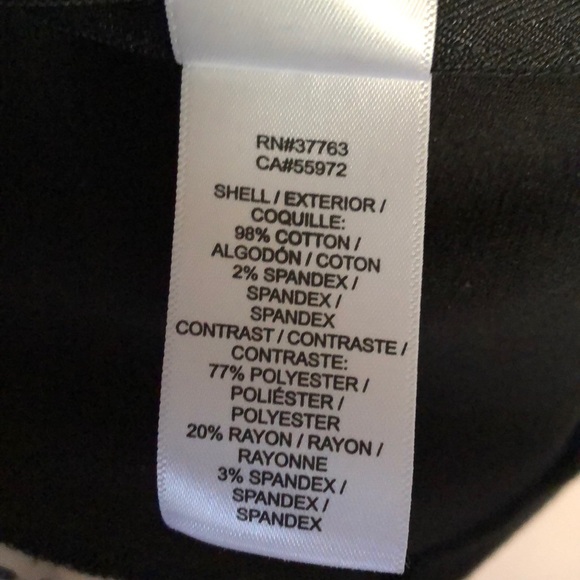 RN#37763
CA#55972
SHELL / EXTERIOR /
COQUILLE:
98% COTTON /
ALGODÓN / COTON
2% SPANDEX /
SPANDEX /
SPANDEX
CONTRAST / CONTRASTE /
CONTRASTE:
77% POLYESTER /
POLIÉSTER /
POLYESTER
20% RAYON / RAYON /
RAYONNE
3% SPANDEX /
SPANDEX /
SPANDEX